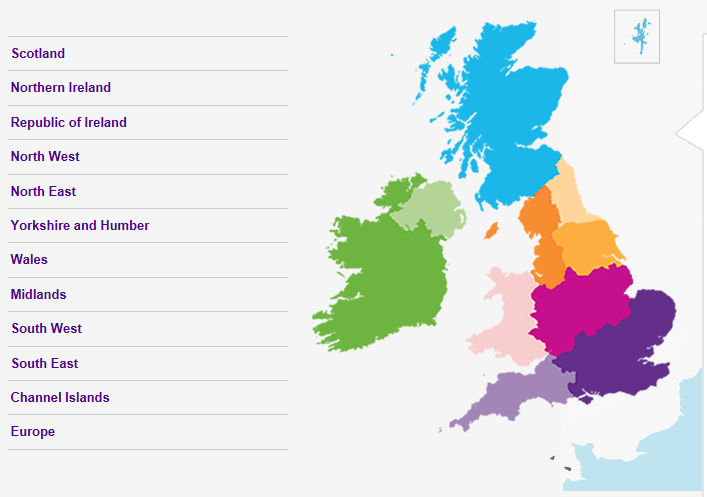 Scotland
Northern Ireland
Republic of Ireland
North West
North East
Yorkshire and Humber
Wales
Midlands
South West
South East
Channel Islands
Europe